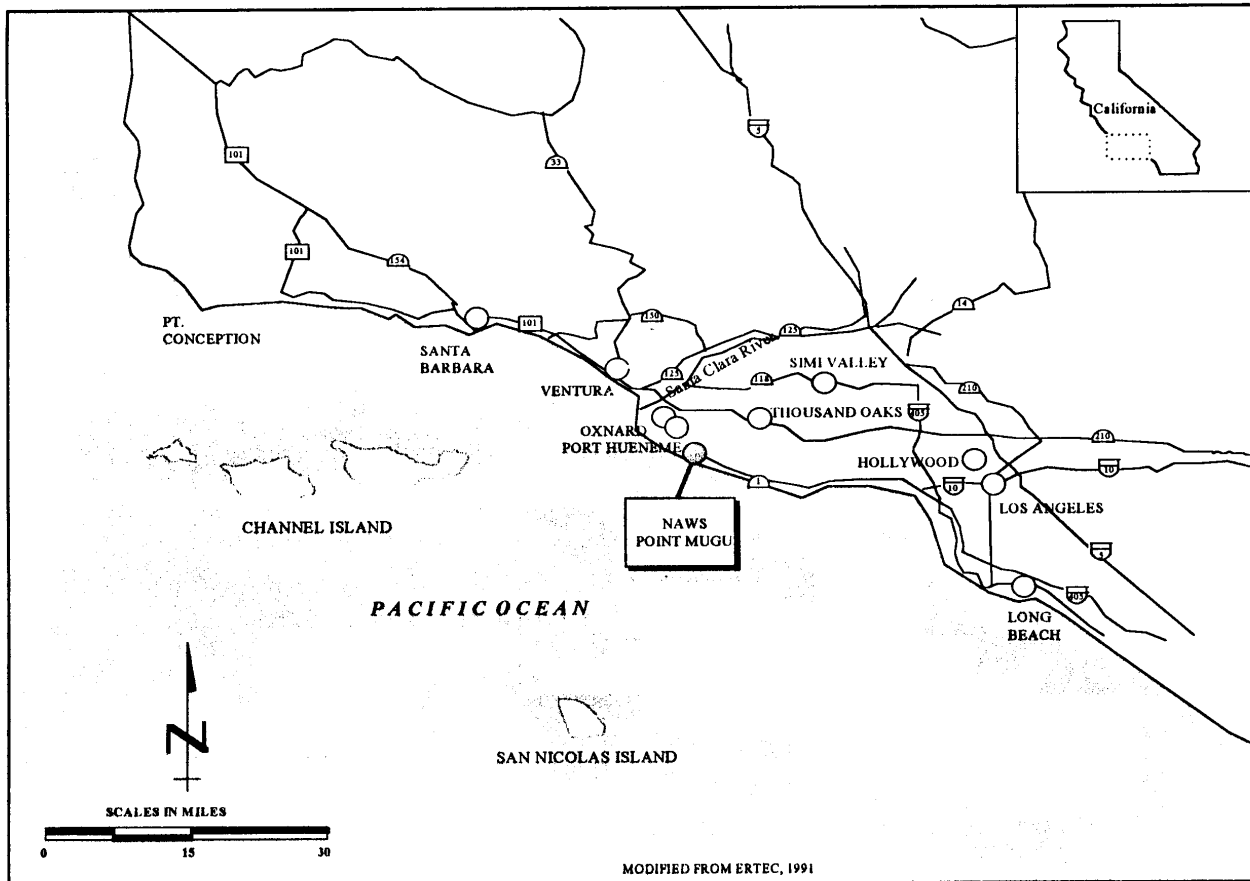 California
5
101
33
101
154
14
PT.
CONCEPTION
101
150
125
SANTA
BARBARA
Santa Clara River
SIMI VALLEY
VENTURA
125
118
210
THOUSAND OAKS
405
OXNARD
PORT HUENEME
210
HOLLYWOOD
10
10
1
LOS ANGELES
CHANNEL ISLAND
NAWS
POINT MUGU
5
PACIFIC OCEAN
405
LONG
BEACH
N
SAN NICOLAS ISLAND
SCALES IN MILES
0 15 30
MODIFIED FROM ERTEC, 1991